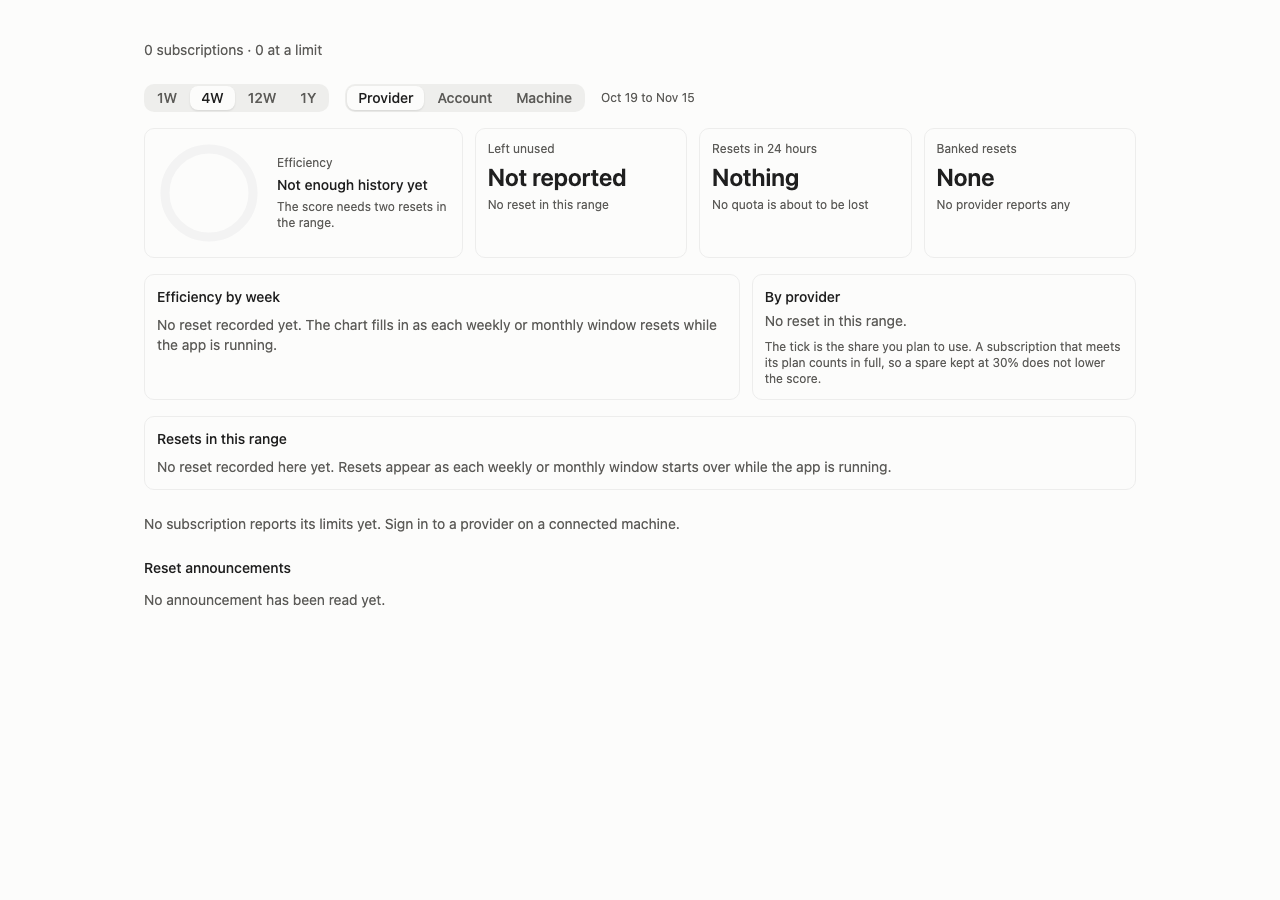 0 subscriptions · 0 at a limit
1W 4W 12W 1Y Provider Account Machine Oct 19 to Nov 15
Efficiency
Not enough history yet
The score needs two resets in
the range.
Left unused
Not reported
No reset in this range
Resets in 24 hours
Nothing
No quota is about to be lost
Banked resets
None
No provider reports any
Efficiency by week
No reset recorded yet. The chart fills in as each weekly or monthly window resets while
the app is running.
By provider
No reset in this range.
The tick is the share you plan to use. A subscription that meets
its plan counts in full, so a spare kept at 30% does not lower
the score.
Resets in this range
No reset recorded here yet. Resets appear as each weekly or monthly window starts over while the app is running.
No subscription reports its limits yet. Sign in to a provider on a connected machine.
Reset announcements
No announcement has been read yet.